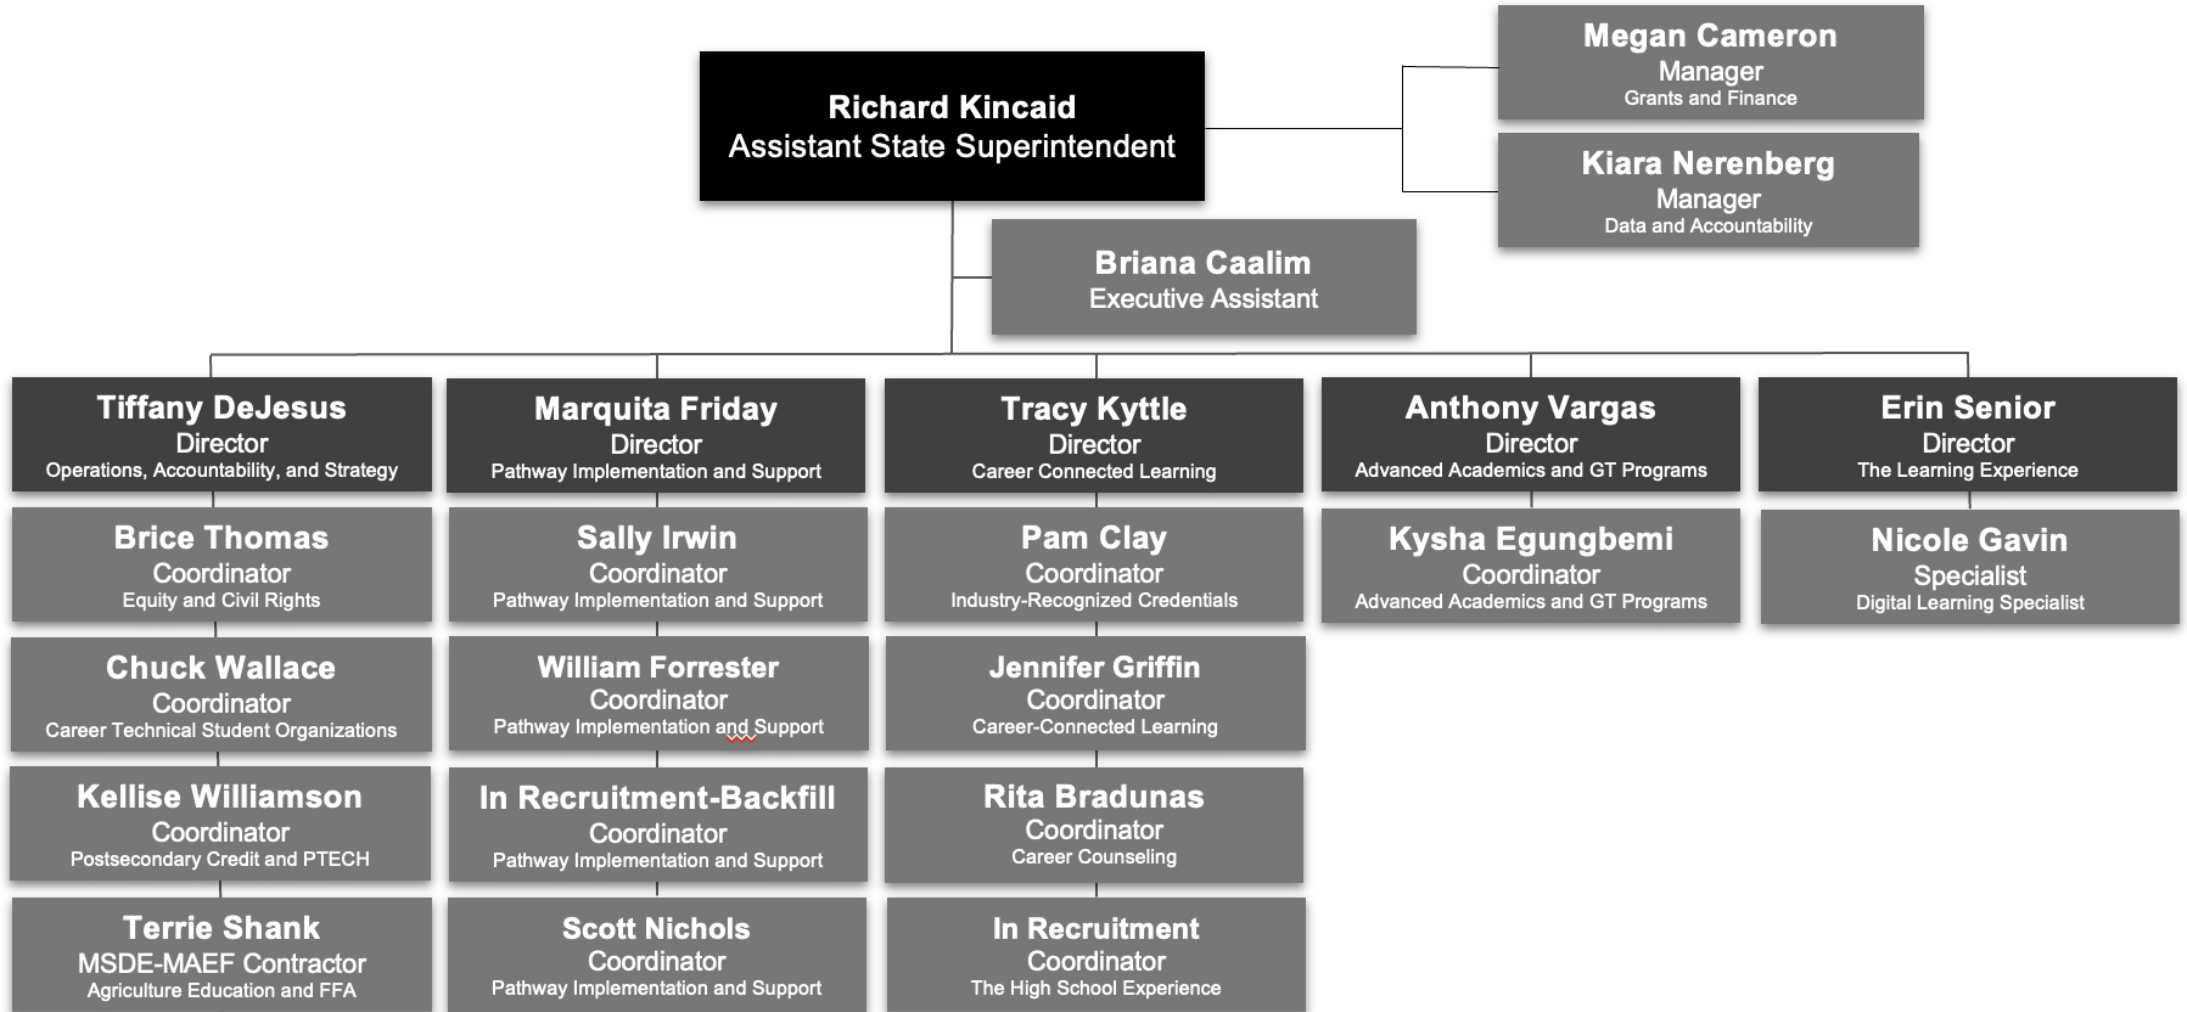 Megan Cameron
Manager
Grants and Finance
Richard Kincaid
Assistant State Superintendent
Kiara Nerenberg
Manager
Data and Accountability
Briana Caalim
Executive Assistant
Tiffany DeJesus
Director
Operations, Accountability, and Strategy
Brice Thomas
Coordinator
Equity and Civil Rights
Chuck Wallace
Coordinator
Career Technical Student Organizations
Kellise Williamson
Coordinator
Postsecondary Credit and PTECH
Terrie Shank
MSDE-MAEF Contractor
Agriculture Education and FFA
Marquita Friday
Director
Pathway Implementation and Support
Sally Irwin
Coordinator
Pathway Implementation and Support
William Forrester
Coordinator
Pathway Implementation and Support
In Recruitment-Backfill
Coordinator
Pathway Implementation and Support
Scott Nichols
Coordinator
Pathway Implementation and Support
Tracy Kyttle
Director
Career Connected Learning
Pam Clay
Coordinator
Industry-Recognized Credentials
Jennifer Griffin
Coordinator
Career-Connected Learning
Rita Bradunas
Coordinator
Career Counseling
In Recruitment
Coordinator
The High School Experience
Anthony Vargas
Director
Advanced Academics and GT Programs
Kysha Egungbemi
Coordinator
Advanced Academics and GT Programs
Erin Senior
Director
The Learning Experience
Nicole Gavin
Specialist
Digital Learning Specialist